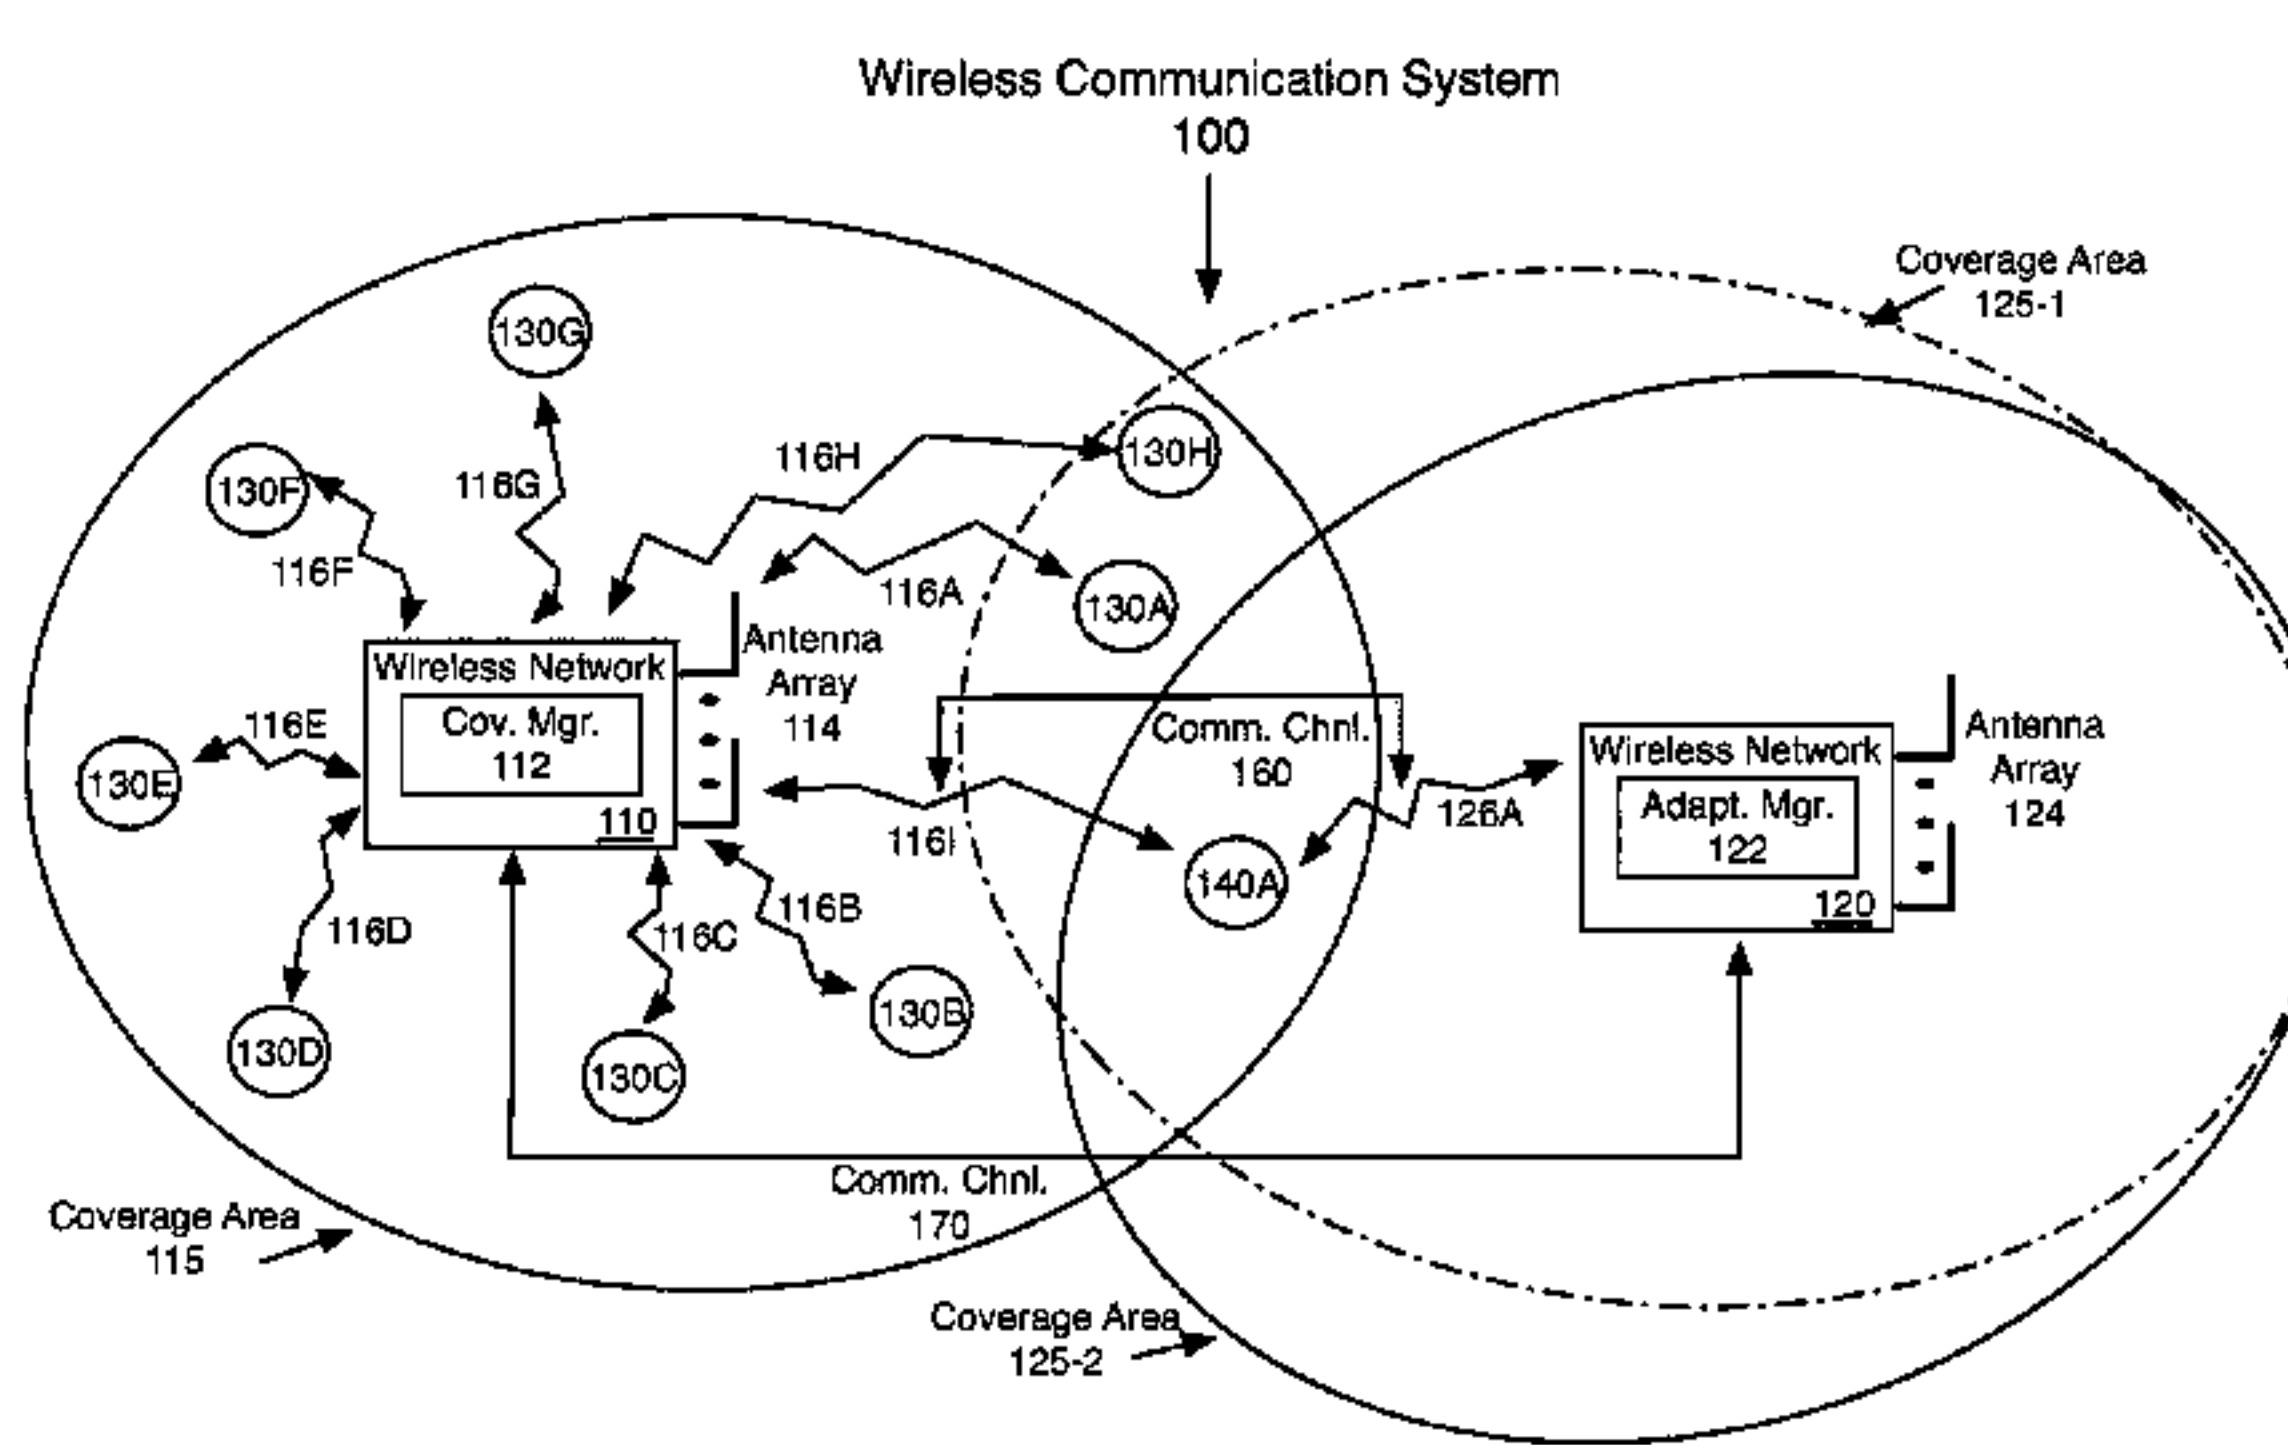 Wireless Communication System
100
Coverage Area
125-1
130G
116H
130H
130F
116G
116F
116A
130A
Wireless Network
Cov. Mgr.
112
110
Antenna
Array
114
116E
130E
Comm. Chnl.
160
116I
140A
126A
Wireless Network
Adapt. Mgr.
122
120
Antenna
Array
124
116D
116C
116B
130B
130D
130C
Comm. Chnl.
170
Coverage Area
115
Coverage Area
125-2